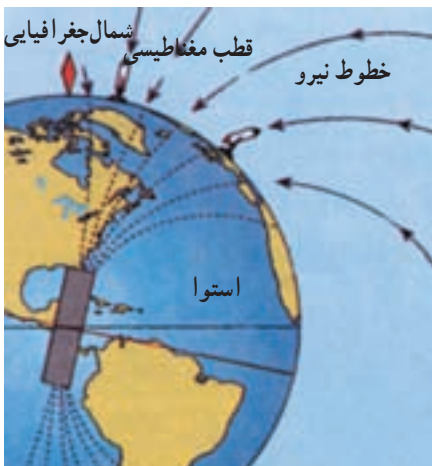 شمال‌جغرافیایی
قطب مغناطیسی
خطوط نیرو
استوا